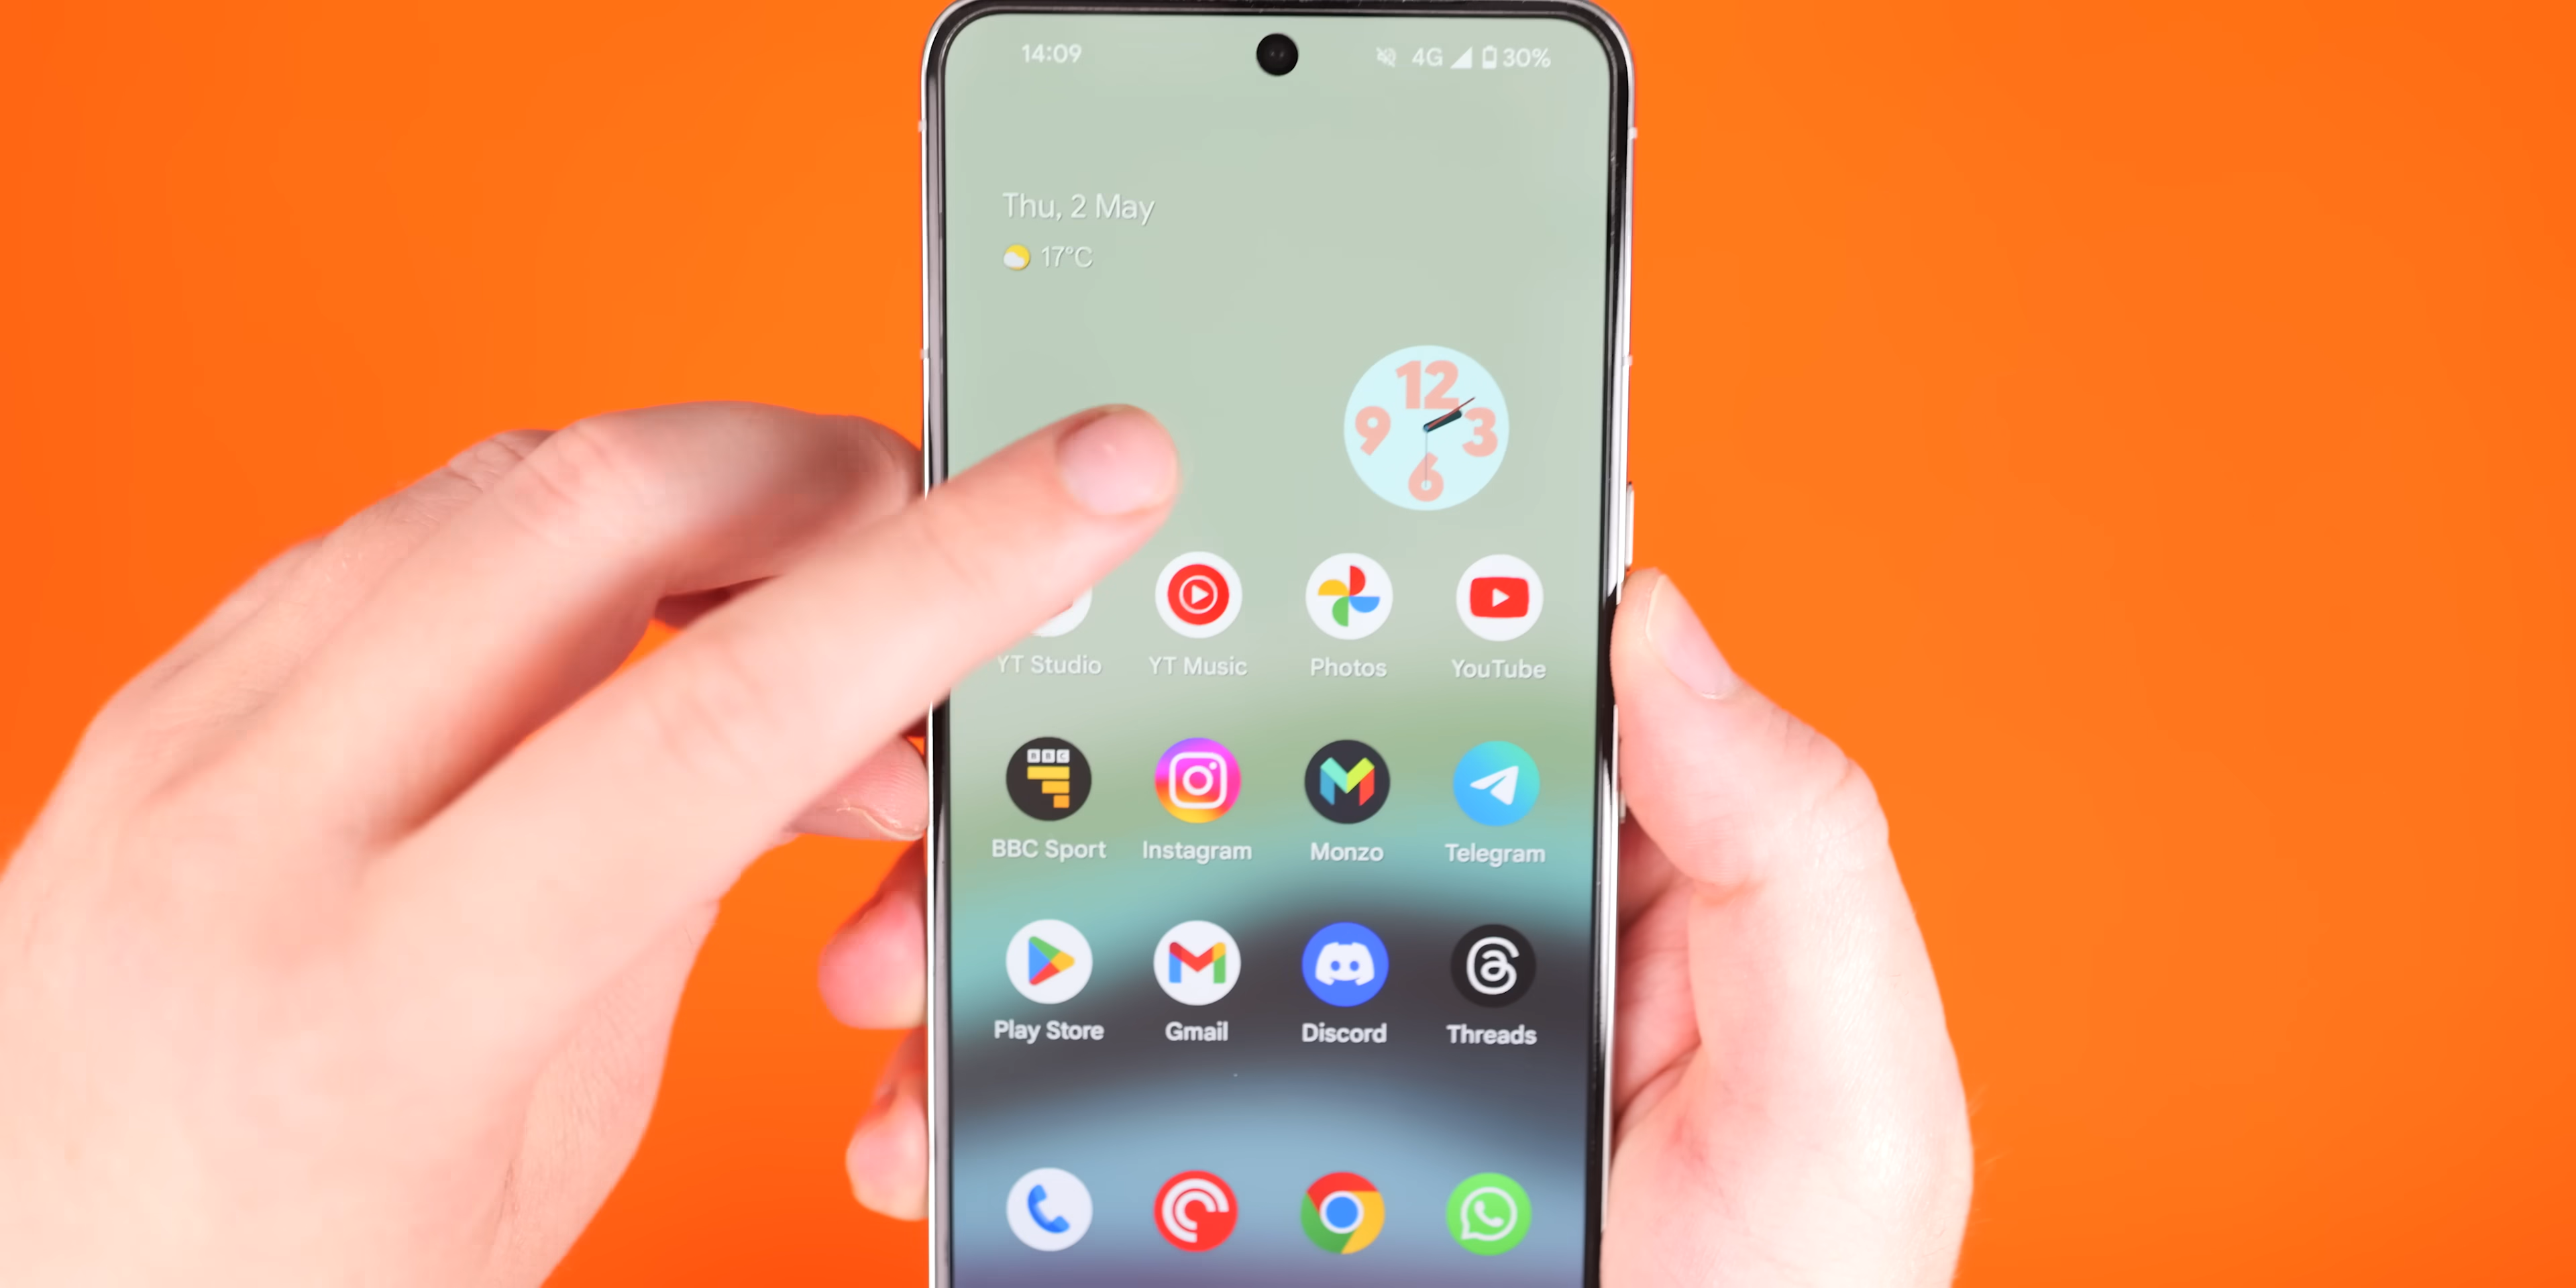 14:09
4G 30%
Thu, 2 May
17°C
12
9 3
6
YT Studio YT Music Photos YouTube
BBC
BBC Sport Instagram Monzo Telegram
Play Store Gmail Discord Threads